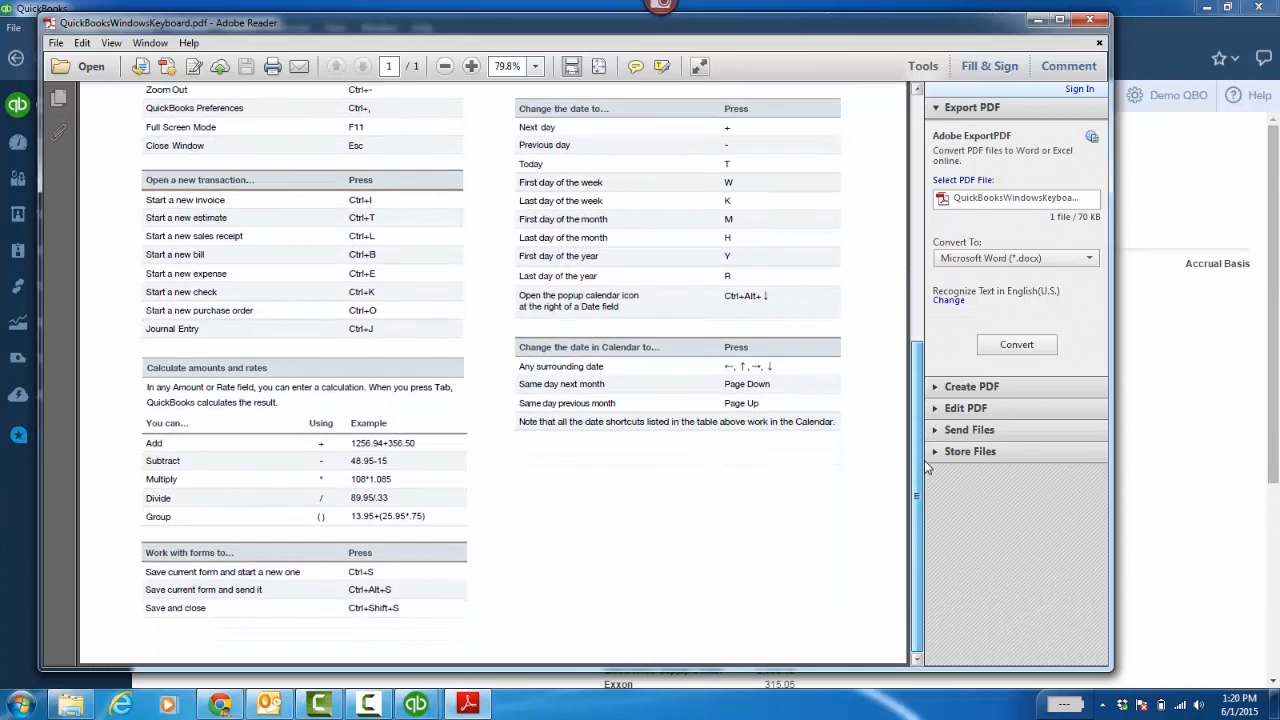 QuickBooks
File
QuickBooksWindowsKeyboard.pdf - Adobe Reader
File Edit View Window Help
Open
1 / 1
79.8%
Tools Fill & Sign Comment
Sign In
Zoom Out Ctrl+-
QuickBooks Preferences Ctrl+,
Full Screen Mode F11
Close Window Esc
Open a new transaction... Press
Start a new invoice Ctrl+I
Start a new estimate Ctrl+T
Start a new sales receipt Ctrl+L
Start a new bill Ctrl+B
Start a new expense Ctrl+E
Start a new check Ctrl+K
Start a new purchase order Ctrl+O
Journal Entry Ctrl+J
Calculate amounts and rates
In any Amount or Rate field, you can enter a calculation. When you press Tab,
QuickBooks calculates the result.
You can... Using Example
Add + 1256.94+356.50
Subtract - 48.95-15
Multiply * 108*1.085
Divide / 89.95/.33
Group ( ) 13.95+(25.95*.75)
Work with forms to... Press
Save current form and start a new one Ctrl+S
Save current form and send it Ctrl+Alt+S
Save and close Ctrl+Shift+S
Change the date to... Press
Next day +
Previous day -
Today T
First day of the week W
Last day of the week K
First day of the month M
Last day of the month H
First day of the year Y
Last day of the year R
Open the popup calendar icon Ctrl+Alt+↓
at the right of a Date field
Change the date in Calendar to... Press
Any surrounding date ←, ↑, →, ↓
Same day next month Page Down
Same day previous month Page Up
Note that all the date shortcuts listed in the table above work in the Calendar.
Export PDF
Adobe ExportPDF
Convert PDF files to Word or Excel
online.
Select PDF File:
QuickBooksWindowsKeyboa...
1 file / 70 KB
Convert To:
Microsoft Word (*.docx)
Recognize Text in English(U.S.)
Change
Convert
Create PDF
Edit PDF
Send Files
Store Files
Demo QBO Help
Accrual Basis
Exxon 315.05
1:20 PM
6/1/2015